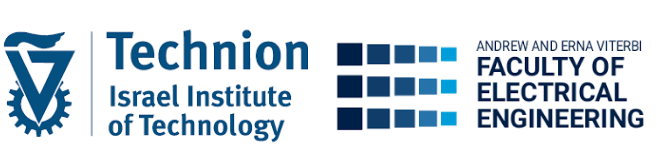 Technion
Israel Institute
of Technology
ANDREW AND ERNA VITERBI
FACULTY OF
ELECTRICAL
ENGINEERING